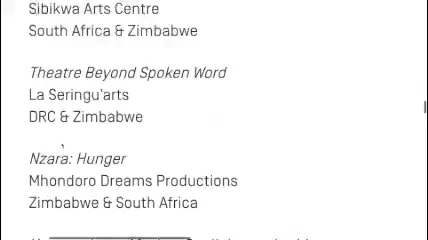 Sibikwa Arts Centre
South Africa & Zimbabwe
Theatre Beyond Spoken Word
La Seringu'arts
DRC & Zimbabwe
Nzara: Hunger
Mhondoro Dreams Productions
Zimbabwe & South Africa